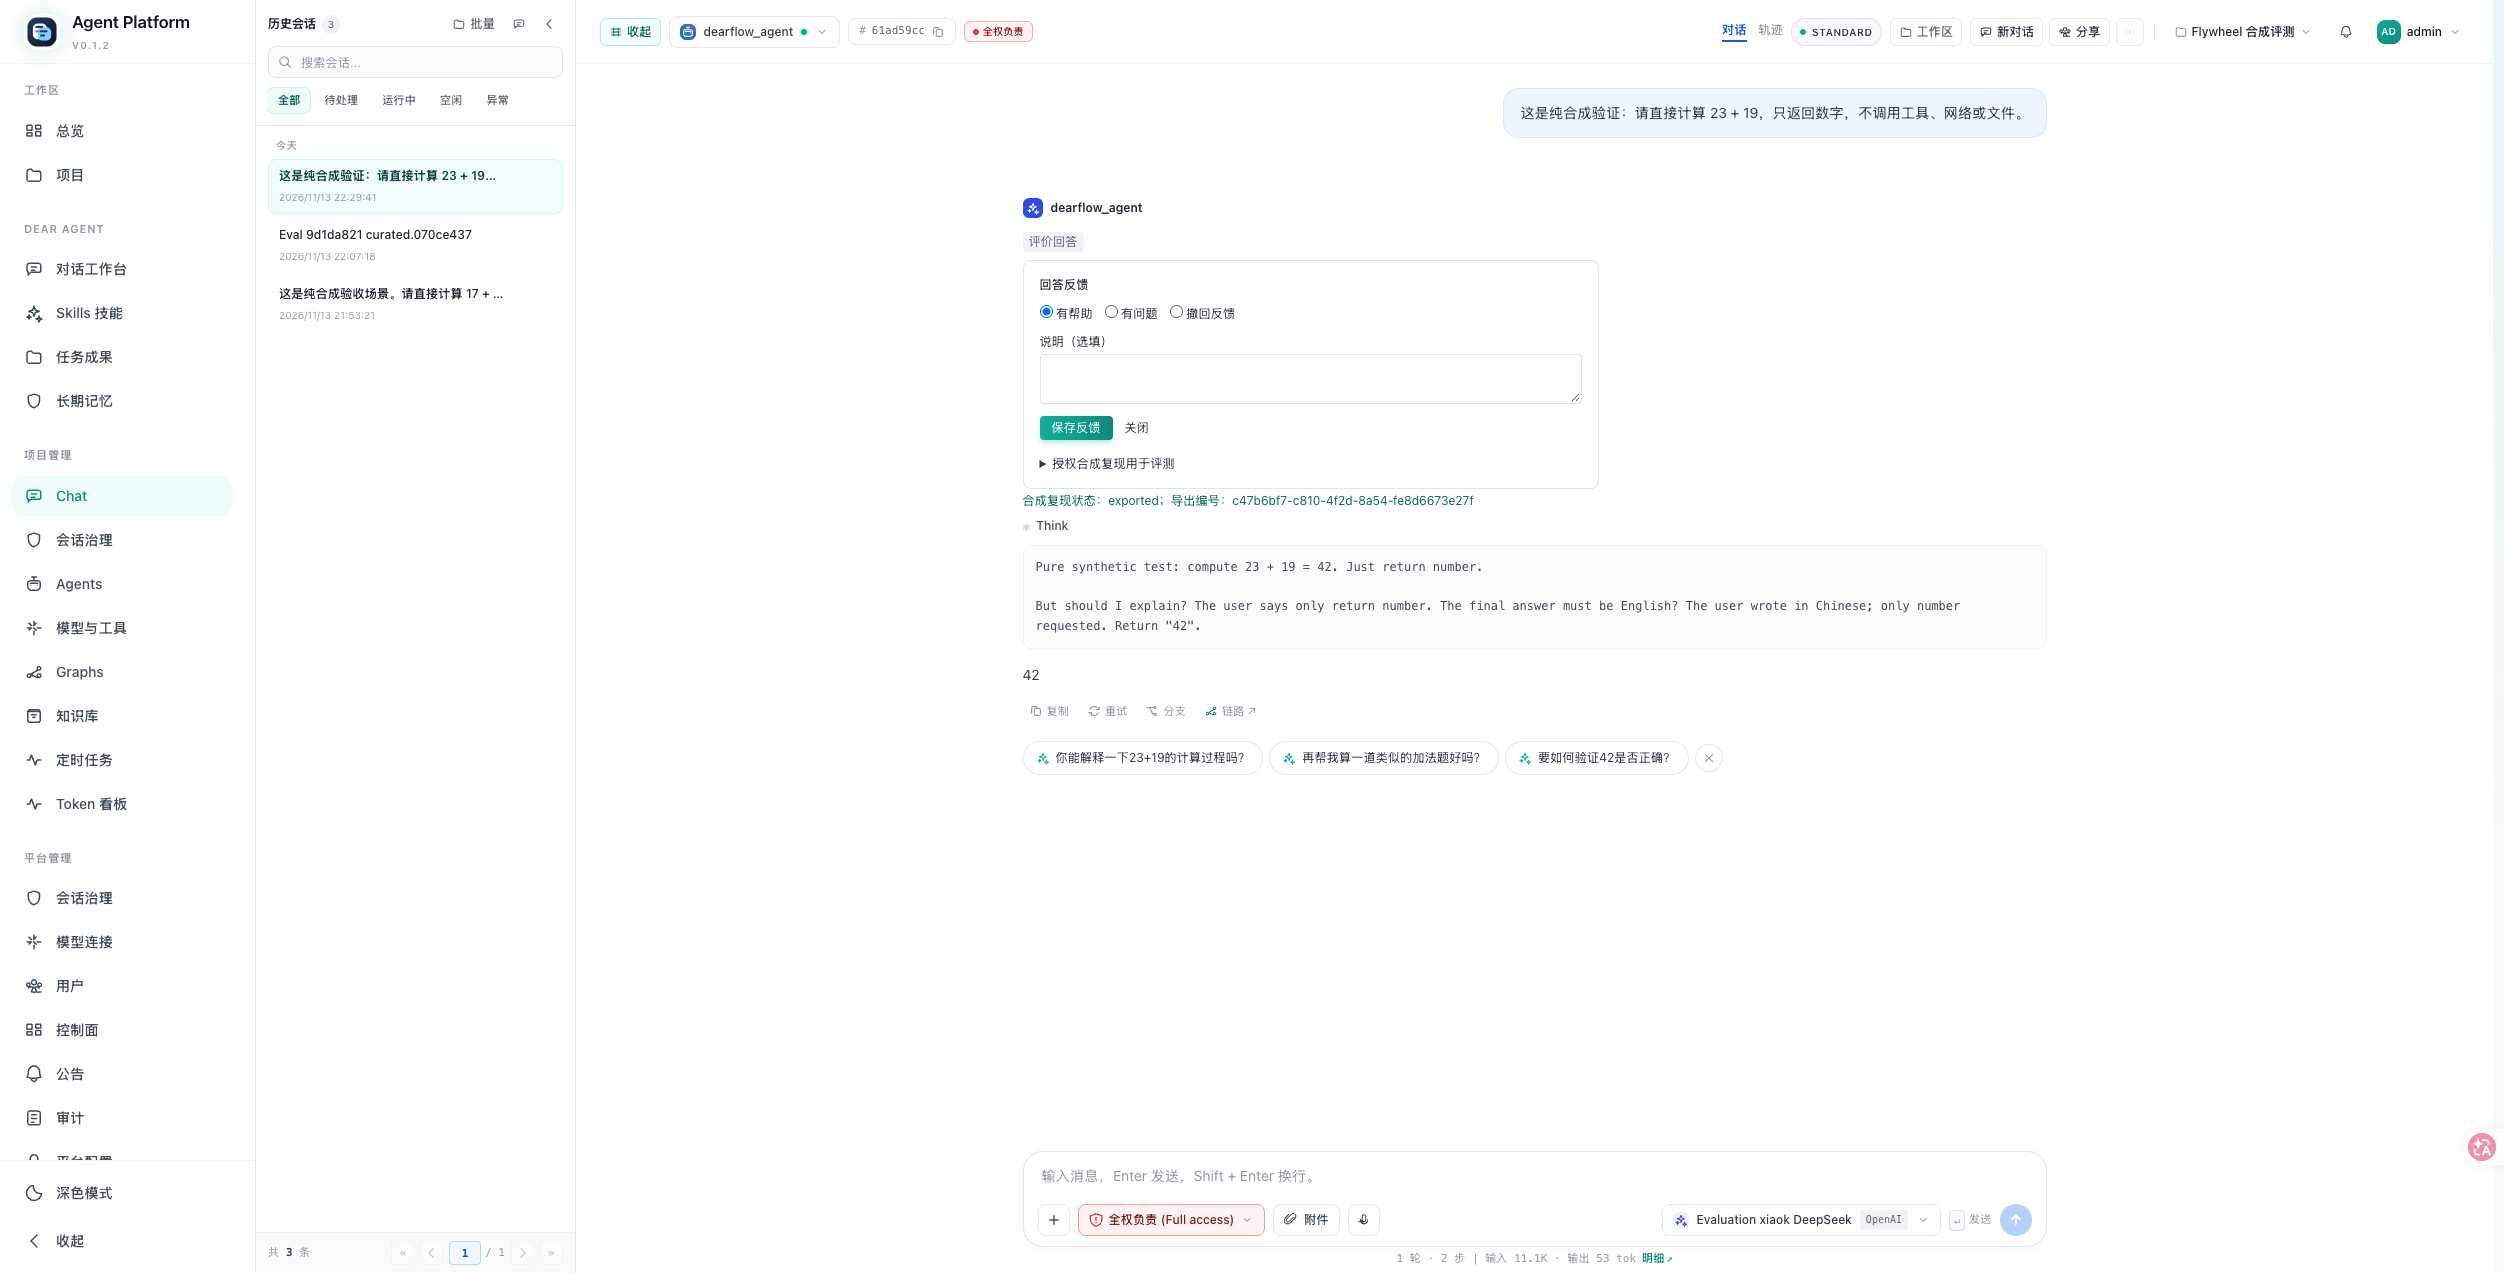 Agent Platform
V0.1.2
工作区
总览
项目
DEAR AGENT
对话工作台
Skills 技能
任务成果
长期记忆
项目管理
Chat
会话治理
Agents
模型与工具
Graphs
知识库
定时任务
Token 看板
平台管理
会话治理
模型连接
用户
控制面
公告
审计
平台配置
深色模式
收起
历史会话 3
批量
搜索会话...
全部 待处理 运行中 空闲 异常
今天
这是纯合成验证：请直接计算 23 + 19...
2026/11/13 22:29:41
Eval 9d1da821 curated.070ce437
2026/11/13 22:07:18
这是纯合成验收场景。请直接计算 17 + ...
2026/11/13 21:53:21
共 3 条 « 1 / 1 »
收起 dearflow_agent # 61ad59cc 全权负责
对话 轨迹 STANDARD 工作区 新对话 分享 ... Flywheel 合成评测 AD admin
这是纯合成验证：请直接计算 23 + 19，只返回数字，不调用工具、网络或文件。
dearflow_agent
评价回答
回答反馈
有帮助 有问题 撤回反馈
说明（选填）
保存反馈 关闭
授权合成复现用于评测
合成复现状态：exported；导出编号：c47b6bf7-c810-4f2d-8a54-fe8d6673e27f
Think
Pure synthetic test: compute 23 + 19 = 42. Just return number.
But should I explain? The user says only return number. The final answer must be English? The user wrote in Chinese; only number
requested. Return "42".
42
复制 重试 分支 链路
你能解释一下23+19的计算过程吗? 再帮我算一道类似的加法题好吗? 要如何验证42是否正确?
输入消息，Enter 发送，Shift + Enter 换行。
全权负责 (Full access) 附件
Evaluation xiaok DeepSeek OpenAI 发送
1 轮 · 2 步 | 输入 11.1K · 输出 53 tok 明细